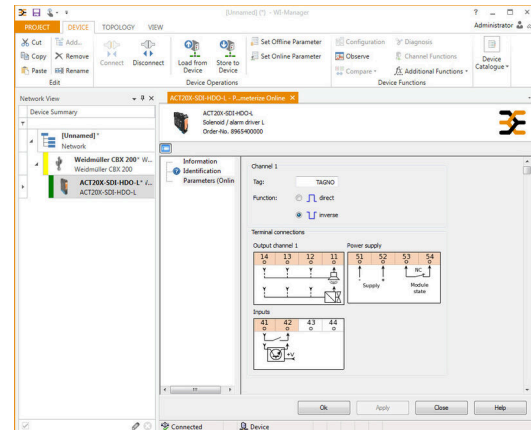 [Unnamed] (*) - WI-Manager
PROJECT DEVICE TOPOLOGY VIEW Administrator
Cut Add...
Copy Remove
Paste Rename
Connect Disconnect
Load from Device
Store to Device
Set Offline Parameter
Set Online Parameter
Configuration Diagnosis
Observe Channel Functions
Compare Additional Functions
Device Catalogue
Edit Device Operations Device Functions
Network View
Device Summary
[Unnamed]*
Network
Weidmüller CBX 200* W...
Weidmüller CBX 200
ACT20X-SDI-HDO-L* /...
ACT20X-SDI-HDO-L
ACT20X-SDI-HDO-L - P...meterize Online
ACT20X-SDI-HDO-L
Solenoid / alarm driver L
Order-No. 8965400000
Information
Identification
Parameters (Onlin
Channel 1
Tag: TAGNO
Function: direct
inverse
Terminal connections
Output channel 1 Power supply
14 13 12 11 51 52 53 54
- +
Supply
NC
Module state
Inputs
41 42 43 44
+V
Ok Apply Close Help
Connected Device